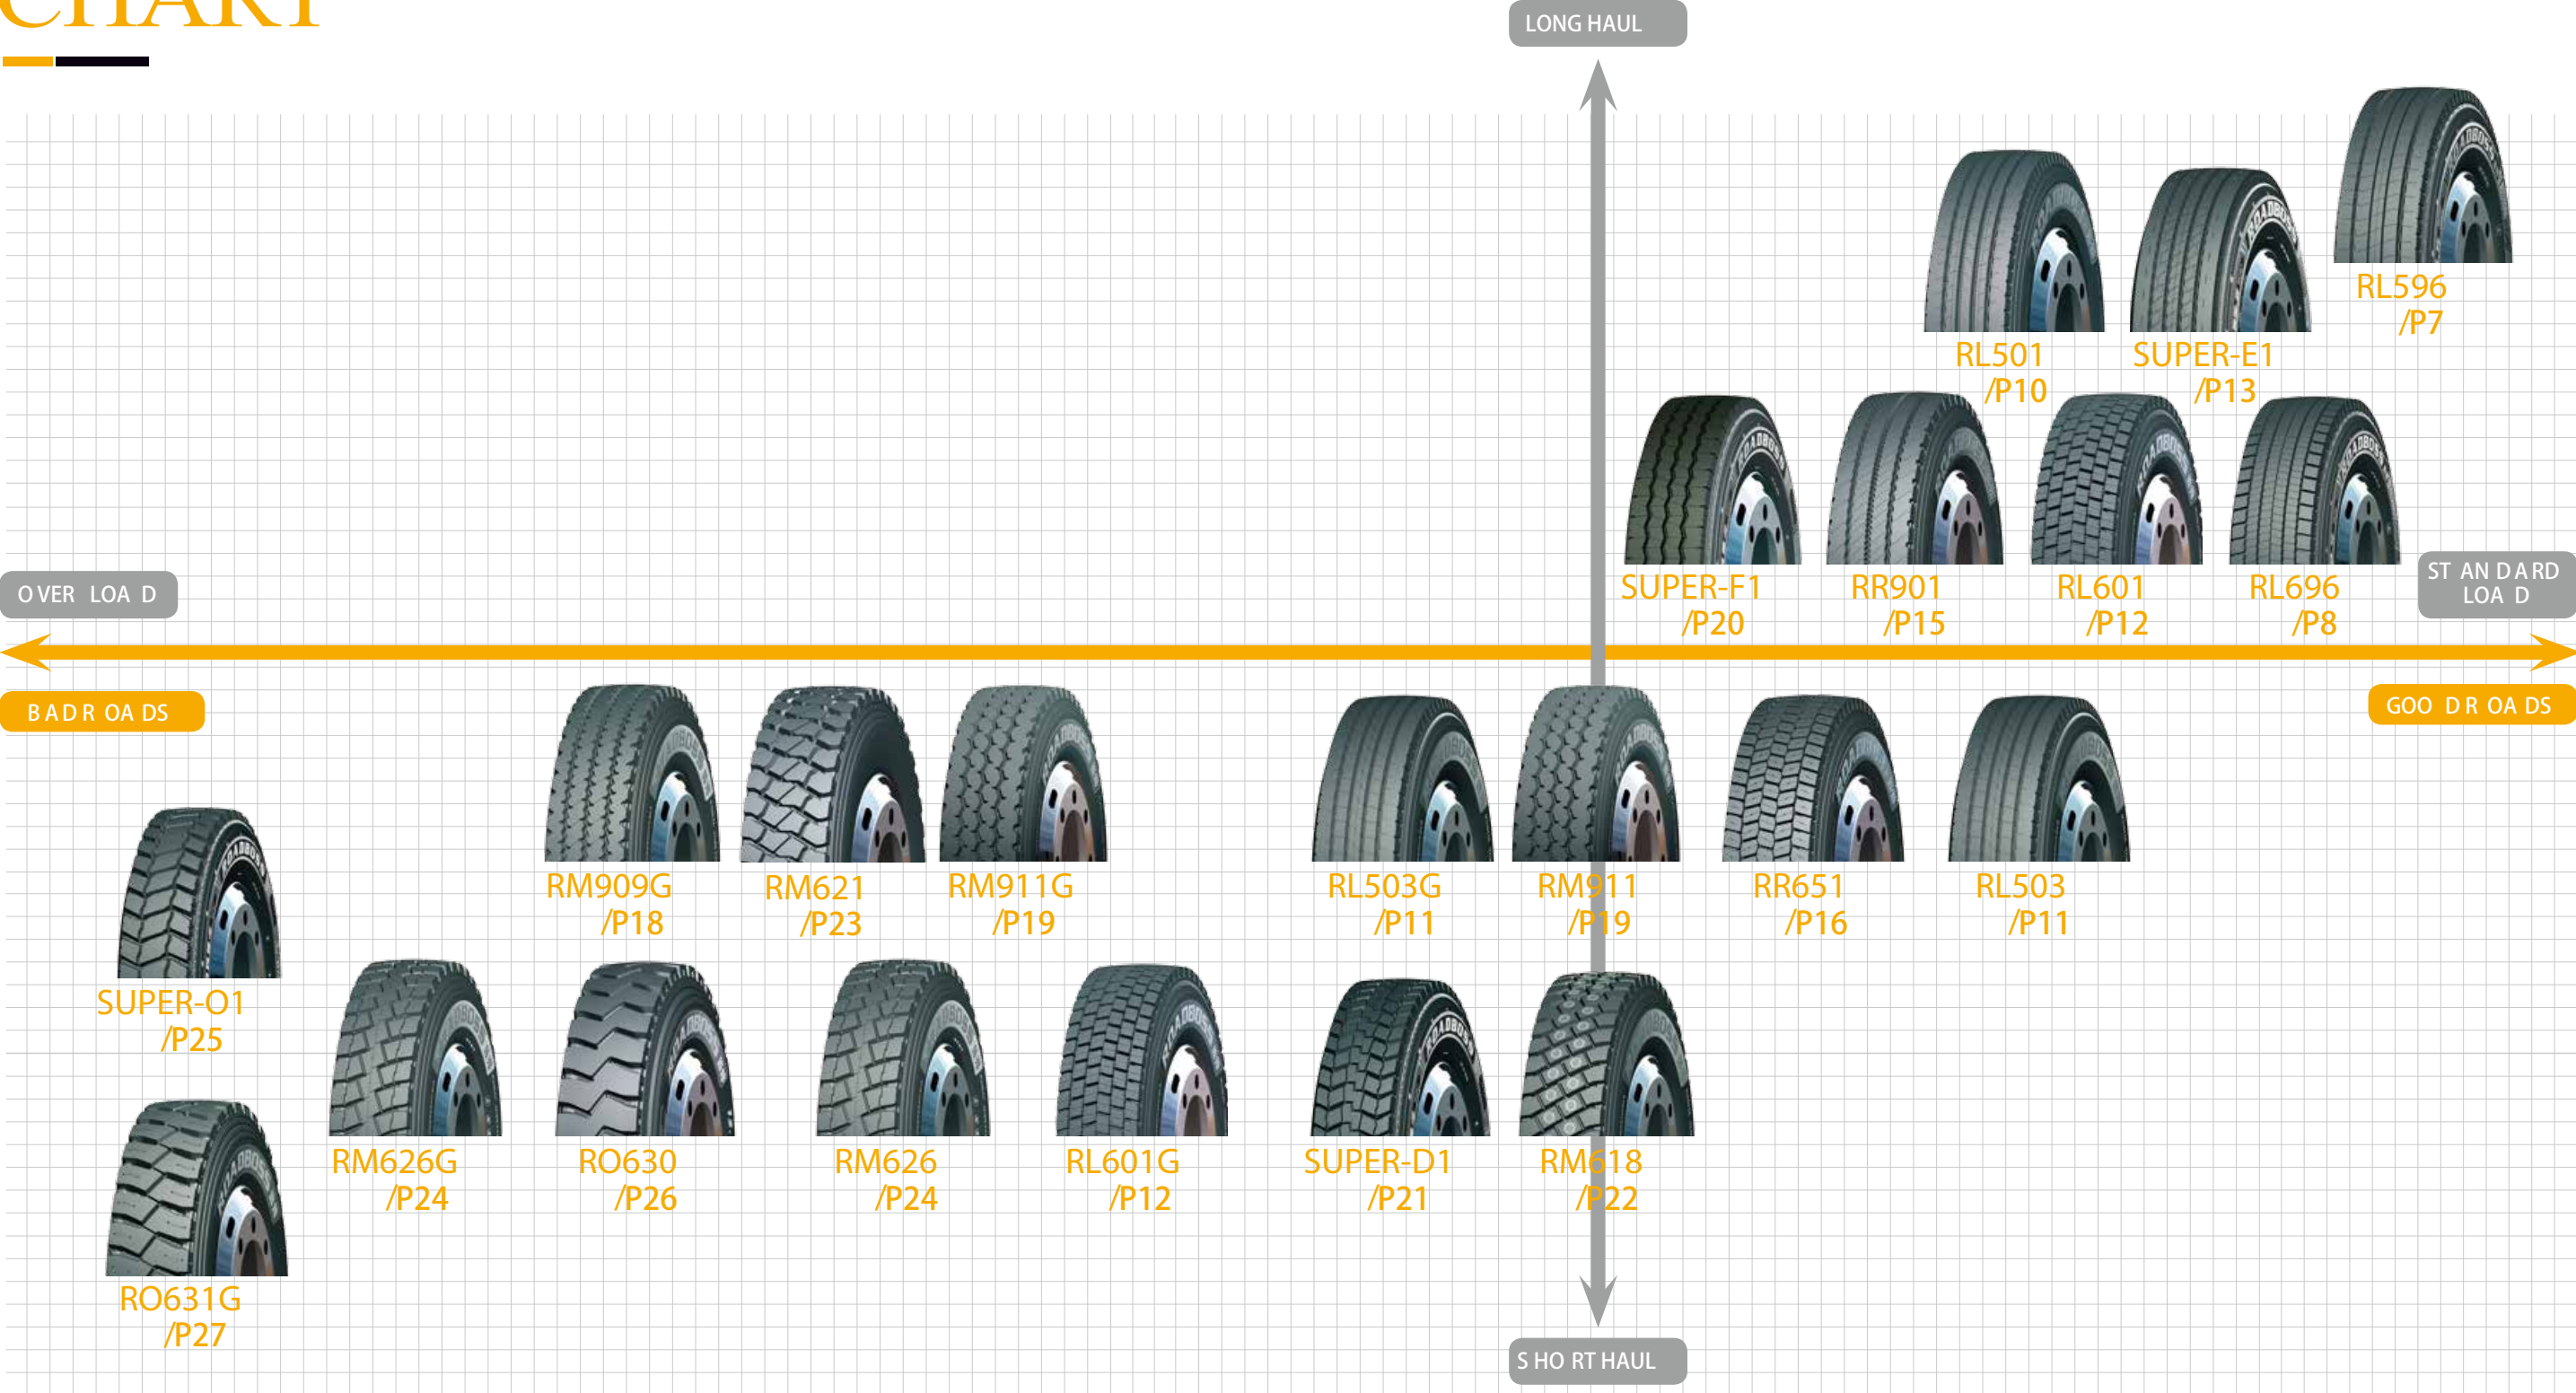 CHART
LONG HAUL
RL596
/P7
RL501
/P10
SUPER-E1
/P13
OVER LOAD
SUPER-F1
/P20
RR901
/P15
RL601
/P12
RL696
/P8
STANDARD
LOAD
BAD ROADS
GOOD ROADS
RM909G
/P18
RM621
/P23
RM911G
/P19
RL503G
/P11
RM911
/P19
RR651
/P16
RL503
/P11
SUPER-O1
/P25
RM626G
/P24
RO630
/P26
RM626
/P24
RL601G
/P12
SUPER-D1
/P21
RM618
/P22
RO631G
/P27
SHORT HAUL